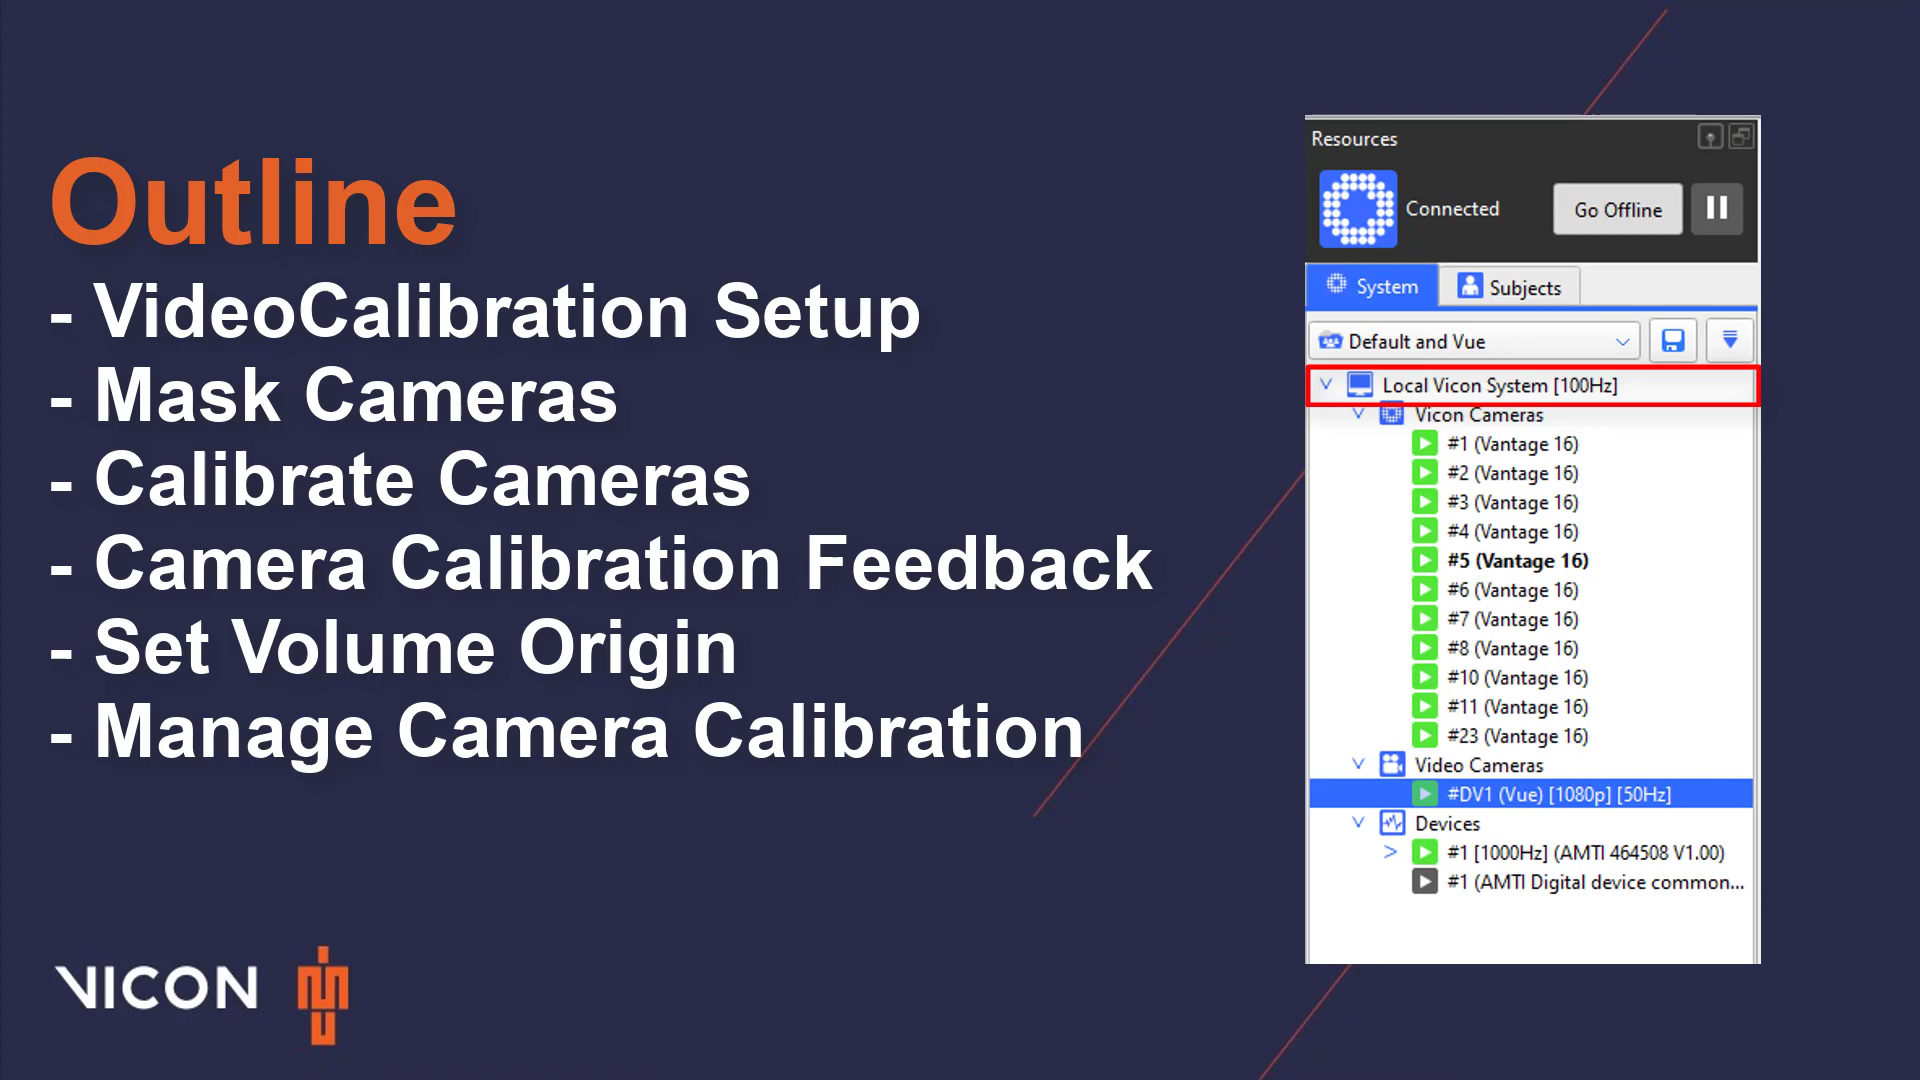 Outline
- VideoCalibration Setup
- Mask Cameras
- Calibrate Cameras
- Camera Calibration Feedback
- Set Volume Origin
- Manage Camera Calibration
VICON
Resources
Connected
Go Offline
System
Subjects
Default and Vue
Local Vicon System [100Hz]
Vicon Cameras
#1 (Vantage 16)
#2 (Vantage 16)
#3 (Vantage 16)
#4 (Vantage 16)
#5 (Vantage 16)
#6 (Vantage 16)
#7 (Vantage 16)
#8 (Vantage 16)
#10 (Vantage 16)
#11 (Vantage 16)
#23 (Vantage 16)
Video Cameras
#DV1 (Vue) [1080p] [50Hz]
Devices
#1 [1000Hz] (AMTI 464508 V1.00)
#1 (AMTI Digital device common...